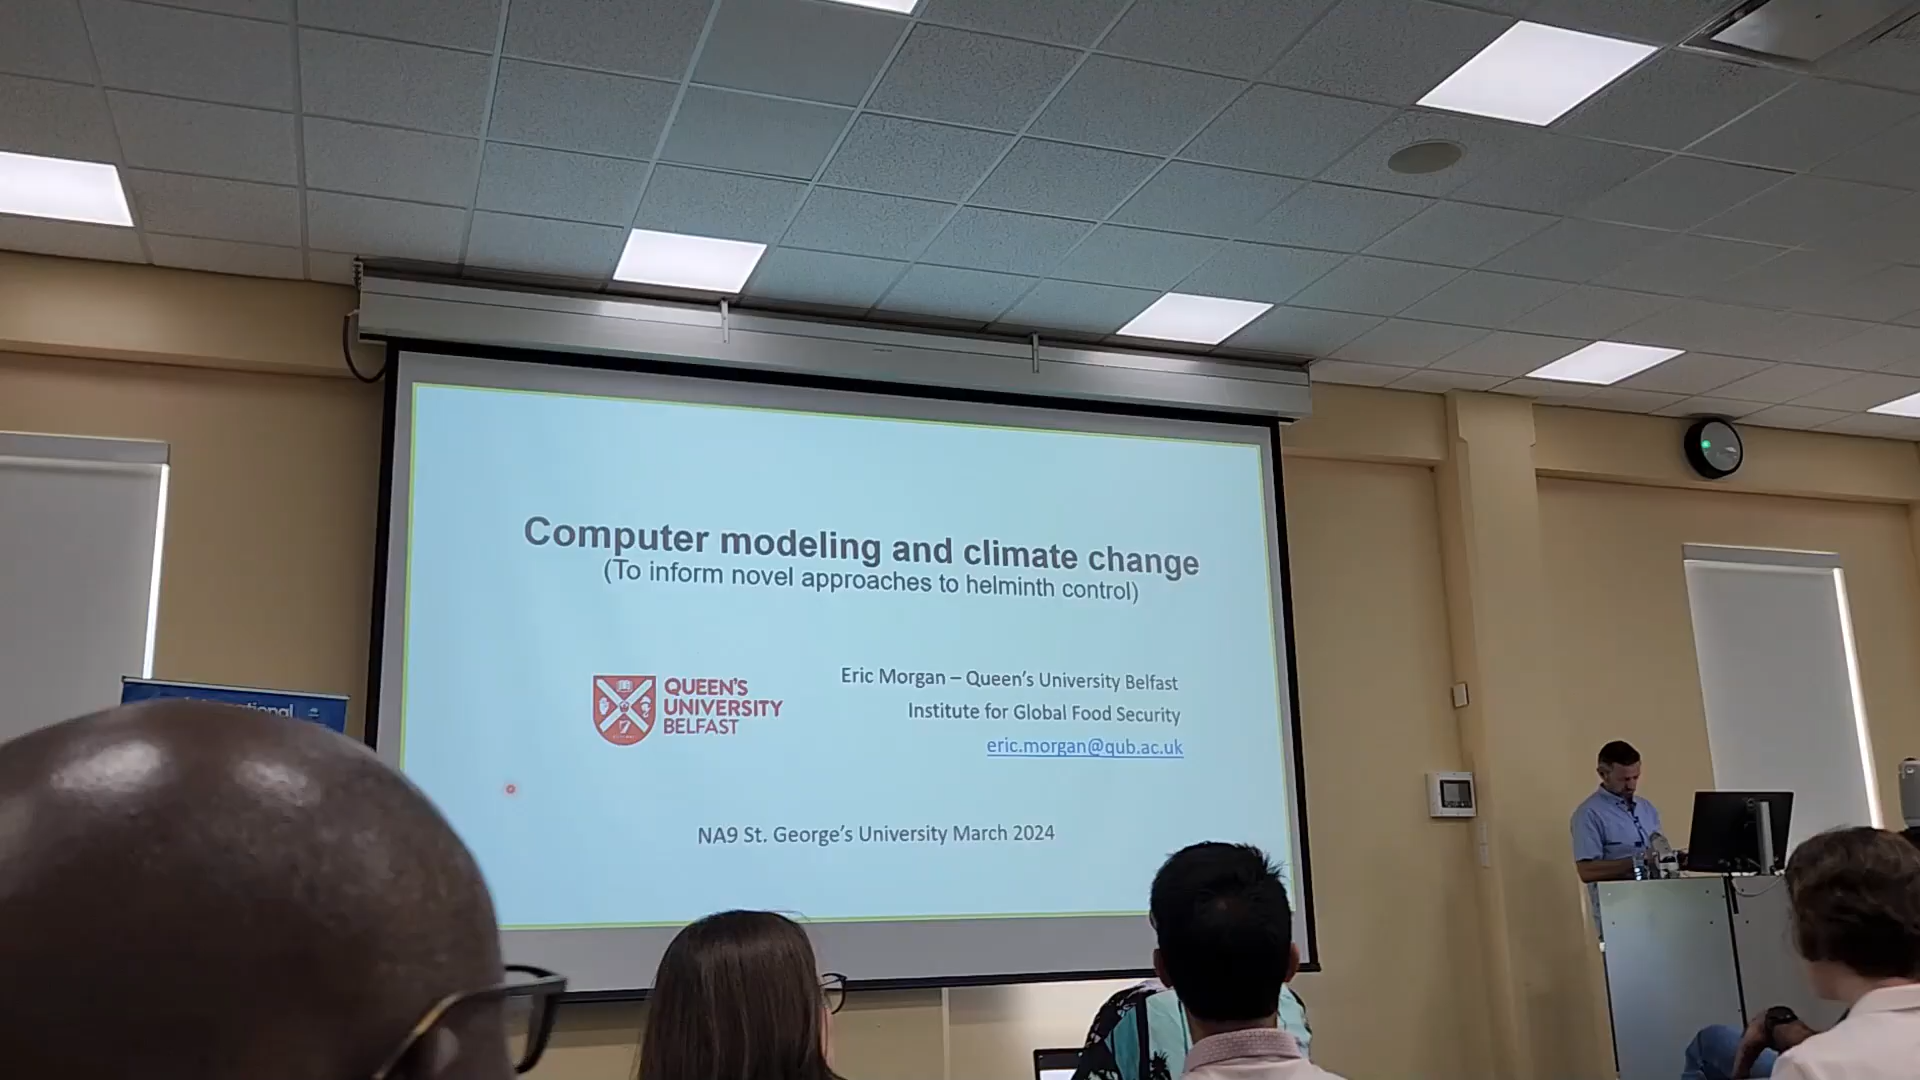 Computer modeling and climate change
(To inform novel approaches to helminth control)
QUEEN'S
UNIVERSITY
BELFAST
Eric Morgan – Queen's University Belfast
Institute for Global Food Security
eric.morgan@qub.ac.uk
NA9 St. George's University March 2024